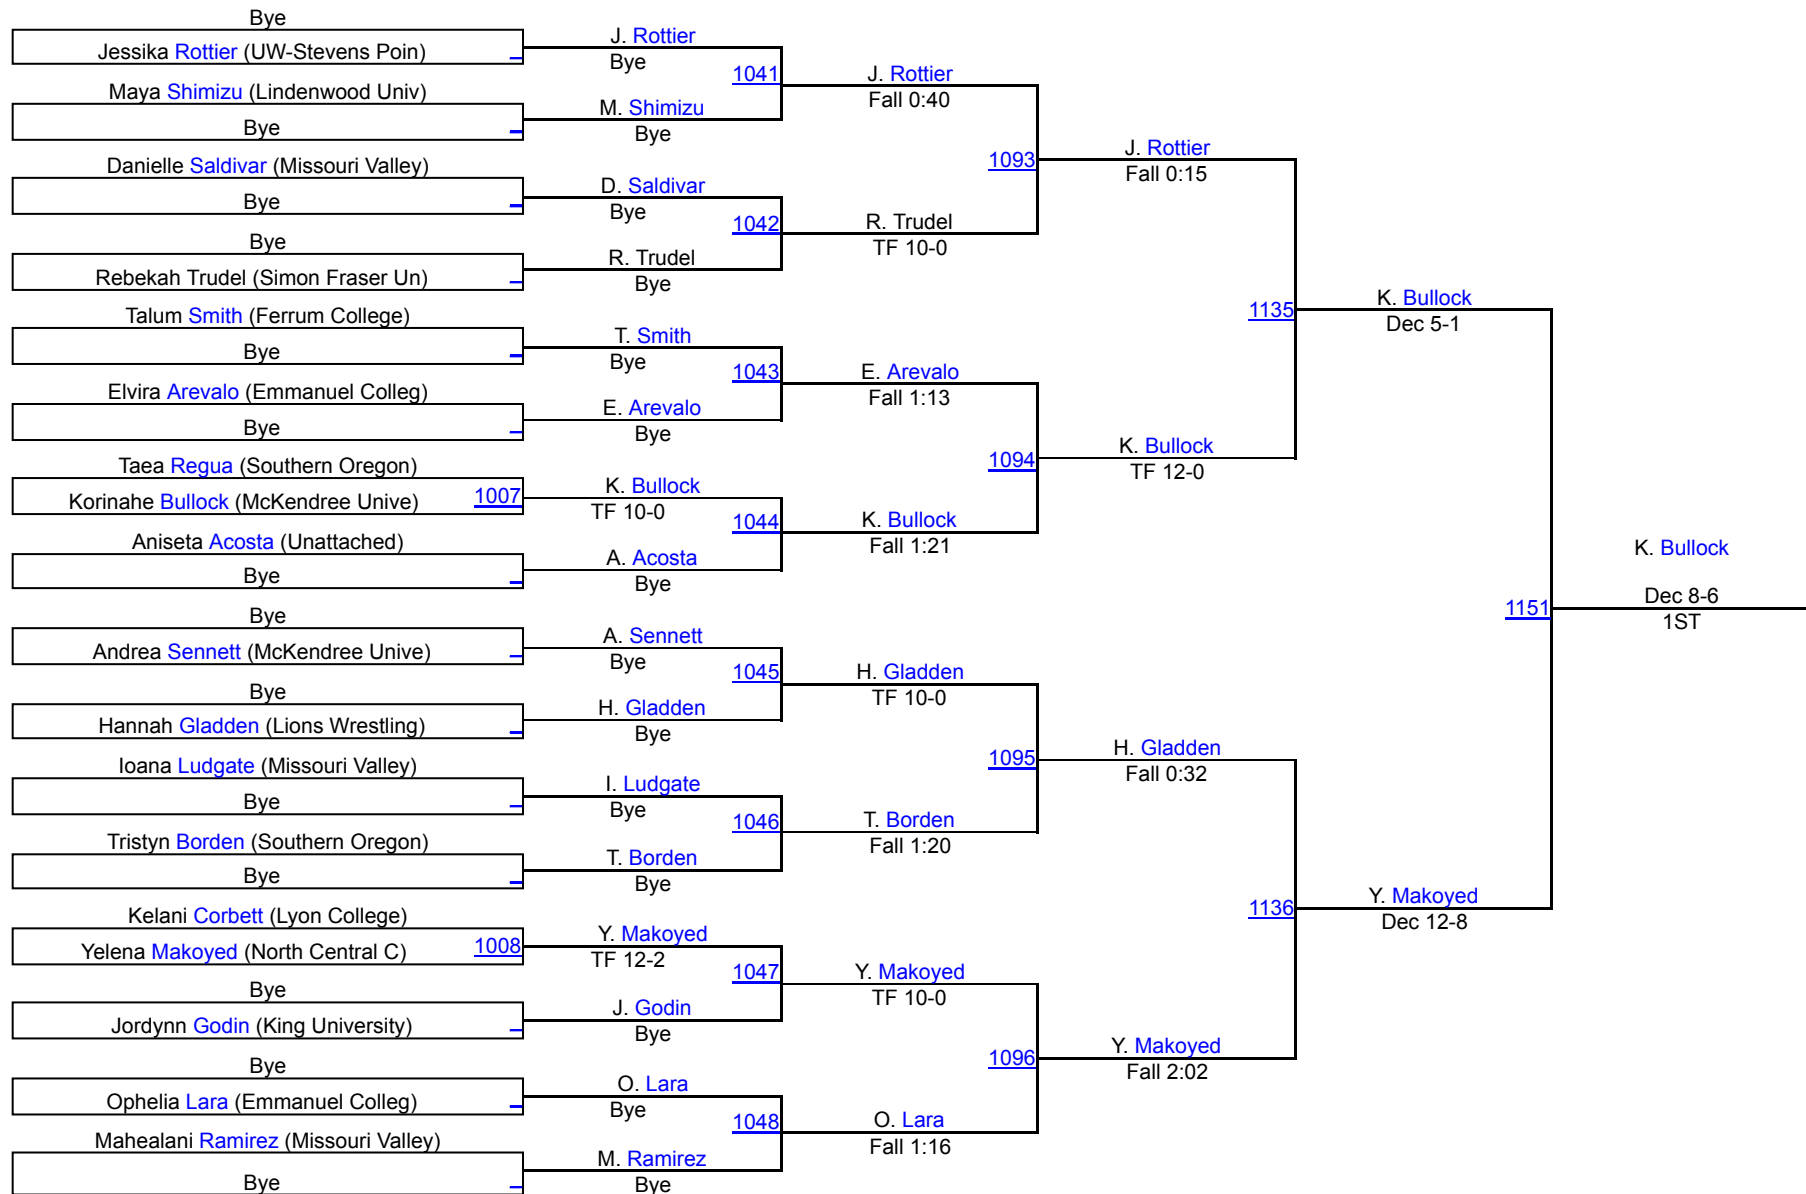 Bye
Jessika Rottier (UW-Stevens Poin)
Maya Shimizu (Lindenwood Univ)
Bye
Danielle Saldivar (Missouri Valley)
Bye
Bye
Rebekah Trudel (Simon Fraser Un)
Talum Smith (Ferrum College)
Bye
Elvira Arevalo (Emmanuel Colleg)
Bye
Taea Regua (Southern Oregon)
Korinahe Bullock (McKendree Unive) 1007
Aniseta Acosta (Unattached)
Bye
Bye
Andrea Sennett (McKendree Unive)
Bye
Hannah Gladden (Lions Wrestling)
Ioana Ludgate (Missouri Valley)
Bye
Tristyn Borden (Southern Oregon)
Bye
Kelani Corbett (Lyon College)
Yelena Makoyed (North Central C) 1008
Bye
Jordynn Godin (King University)
Bye
Ophelia Lara (Emmanuel Colleg)
Mahealani Ramirez (Missouri Valley)
Bye
J. Rottier
Bye
1041
M. Shimizu
Bye
D. Saldivar
Bye
1042
R. Trudel
Bye
T. Smith
Bye
1043
E. Arevalo
Bye
K. Bullock
TF 10-0
1044
A. Acosta
Bye
A. Sennett
Bye
1045
H. Gladden
Bye
I. Ludgate
Bye
1046
T. Borden
Bye
Y. Makoyed
TF 12-2
1047
J. Godin
Bye
O. Lara
Bye
1048
M. Ramirez
Bye
J. Rottier
Fall 0:40
1093
R. Trudel
TF 10-0
E. Arevalo
Fall 1:13
1094
K. Bullock
Fall 1:21
H. Gladden
TF 10-0
1095
T. Borden
Fall 1:20
Y. Makoyed
TF 10-0
1096
O. Lara
Fall 1:16
J. Rottier
Fall 0:15
1135
K. Bullock
TF 12-0
H. Gladden
Fall 0:32
1136
Y. Makoyed
Fall 2:02
K. Bullock
Dec 5-1
1151
Y. Makoyed
Dec 12-8
K. Bullock
Dec 8-6
1ST